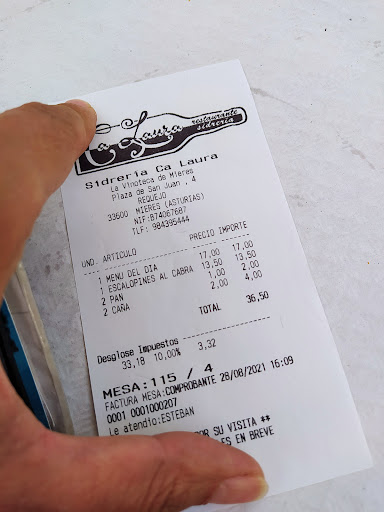 Ca Laura
restaurante
sidrería
Sidreria Ca Laura
La Vinoteca de Mieres
Plaza de San Juan , 4
REQUEJO
33600 MIERES (ASTURIAS)
NIF:B74067687
TLF: 984395444
UND. ARTICULO PRECIO IMPORTE
1 MENU DEL DIA 17,00 17,00
1 ESCALOPINES AL CABRA 13,50 13,50
2 PAN 1,00 2,00
2 CAÑA 2,00 4,00
TOTAL 36,50
Desglose Impuestos
33,18 10,00% 3,32
MESA:115 / 4
FACTURA MESA:COMPROBANTE 28/08/2021 16:09
0001 0001000207
Le atendio:ESTEBAN
POR SU VISITA **
ES EN BREVE